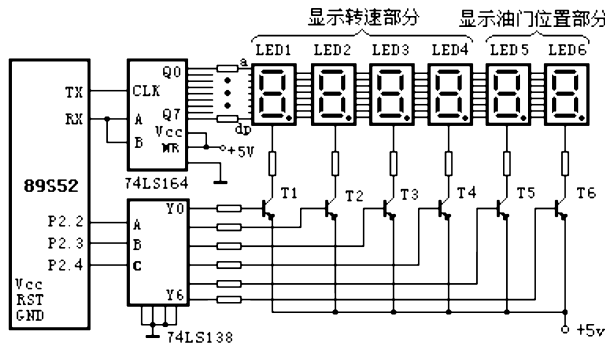 显示转速部分 显示油门位置部分
LED1 LED2 LED3 LED4 LED5 LED6
Q0 a
TX CLK
RX A Q7
dp
B Vcc
MR +5V
89S52 74LS164
T1 T2 T3 T4 T5 T6
Y0
P2.2 A
P2.3 B
P2.4 C
Vcc Y6
RST
GND
74LS138 +5v